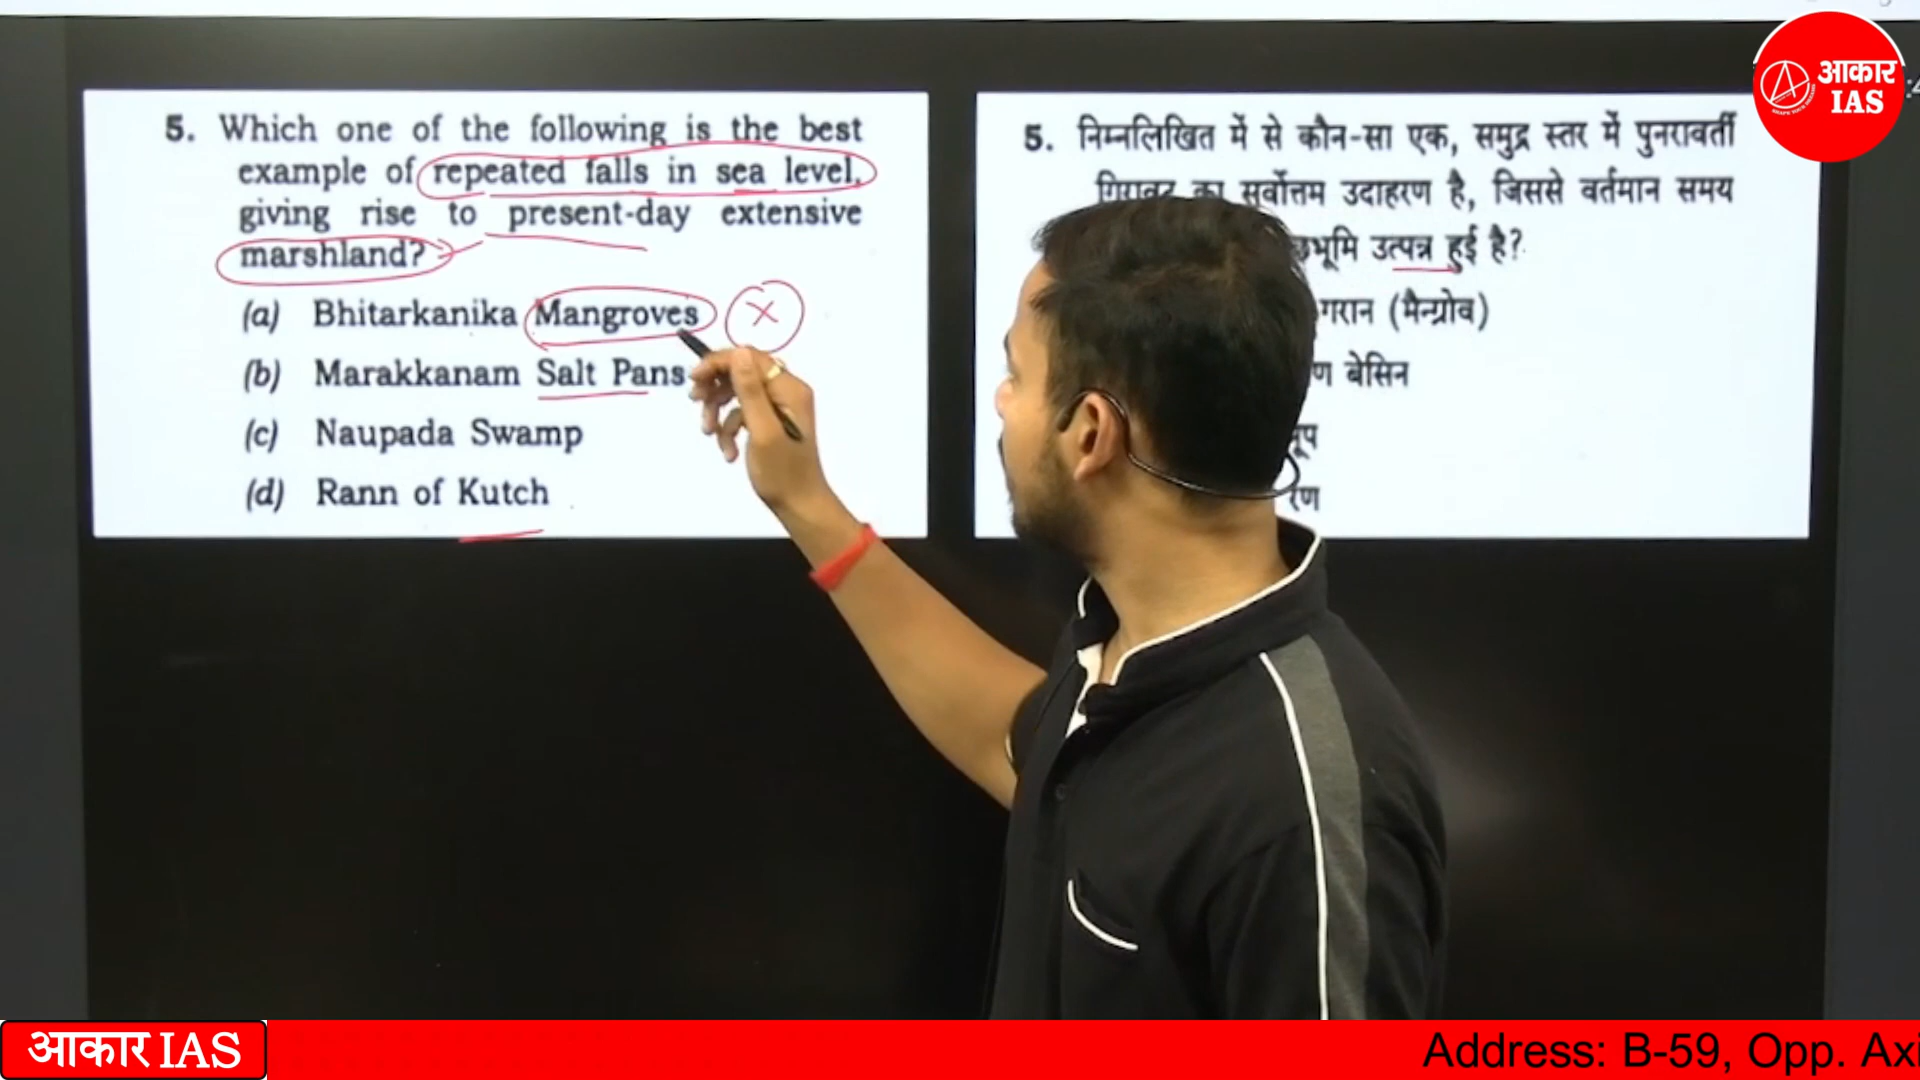 आकार
IAS
5. Which one of the following is the best
example of repeated falls in sea level,
giving rise to present-day extensive
marshland?
(a) Bhitarkanika Mangroves
(b) Marakkanam Salt Pans
(c) Naupada Swamp
(d) Rann of Kutch
5. निम्नलिखित में से कौन-सा एक, समुद्र स्तर में पुनरावर्ती
गिरावट का सर्वोत्तम उदाहरण है, जिससे वर्तमान समय
उत्पन्न हुई है?
(मैन्ग्रोव)
बेसिन
आकार IAS
Address: B-59, Opp.